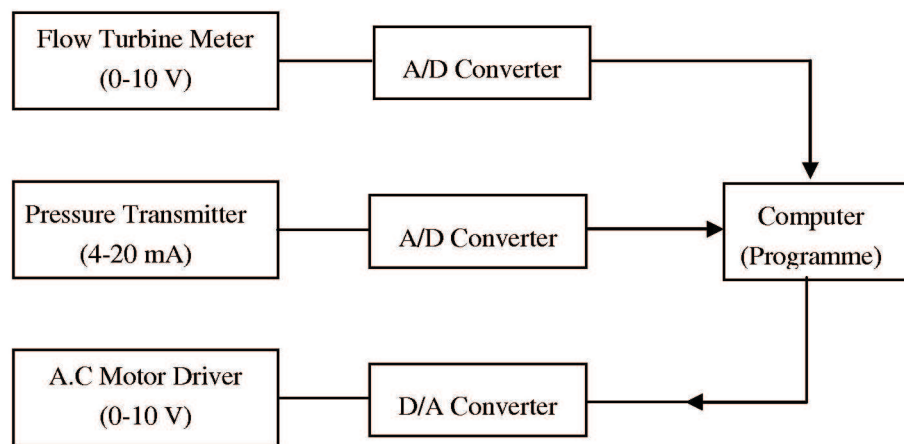 Flow Turbine Meter
(0-10 V)
A/D Converter
Pressure Transmitter
(4-20 mA)
A/D Converter
Computer
(Programme)
A.C Motor Driver
(0-10 V)
D/A Converter